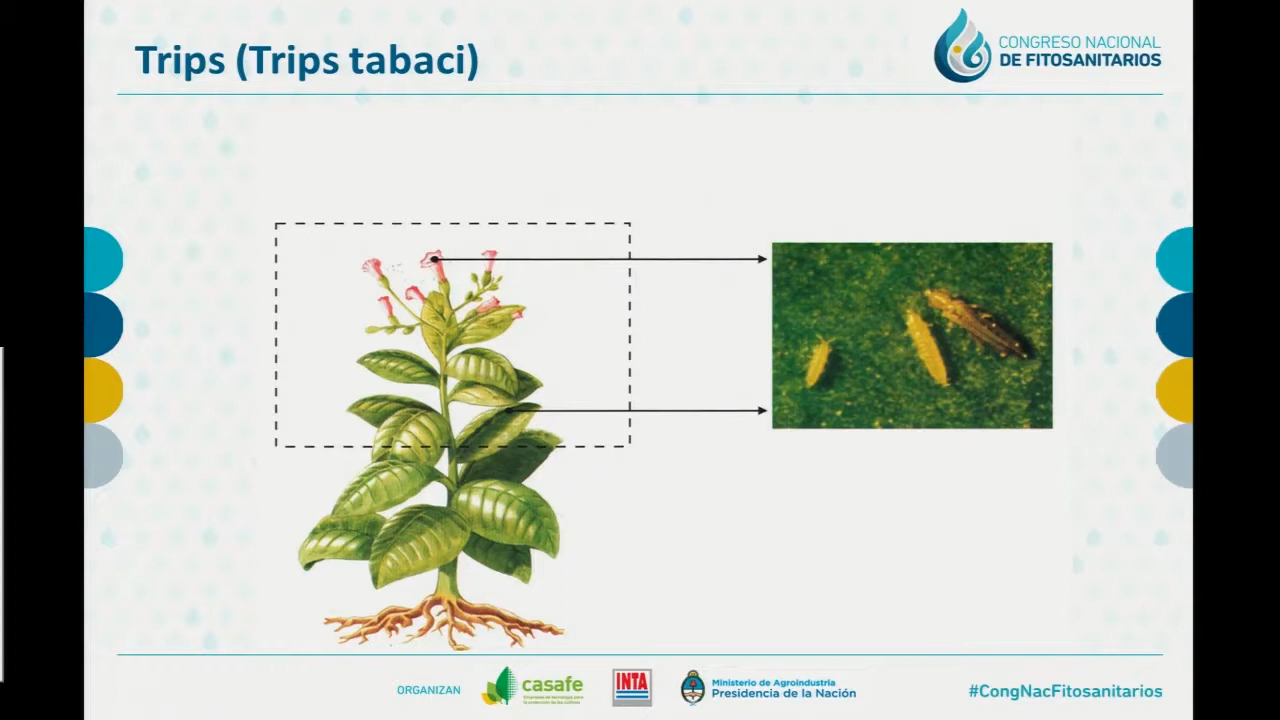 Trips (Trips tabaci)
CONGRESO NACIONAL
DE FITOSANITARIOS
ORGANIZAN
casafe
INTA
Ministerio de Agroindustria
Presidencia de la Nación
#CongNacFitosanitarios